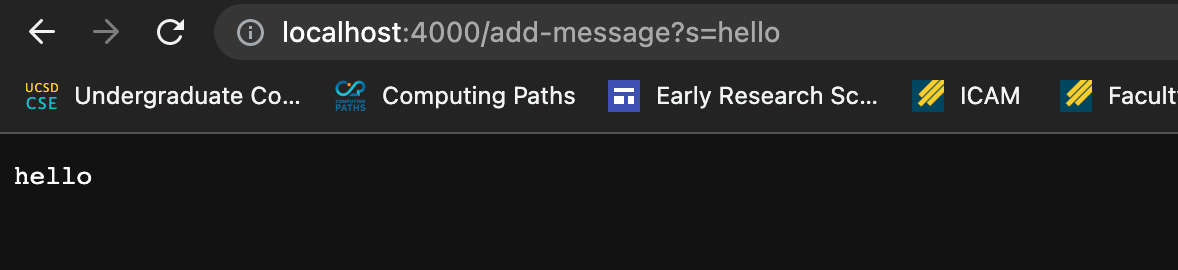 localhost:4000/add-message?s=hello
UCSD CSE Undergraduate Co... COMPUTING PATHS Computing Paths Early Research Sc... ICAM Facult
hello